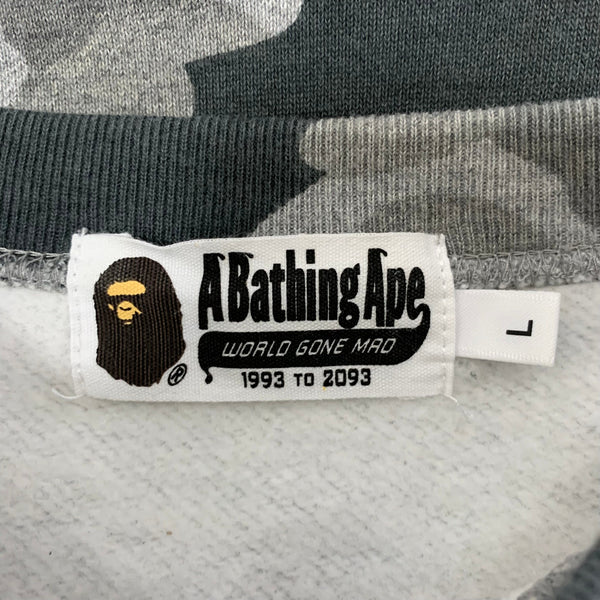 A Bathing Ape
WORLD GONE MAD
1993 TO 2093
®
L